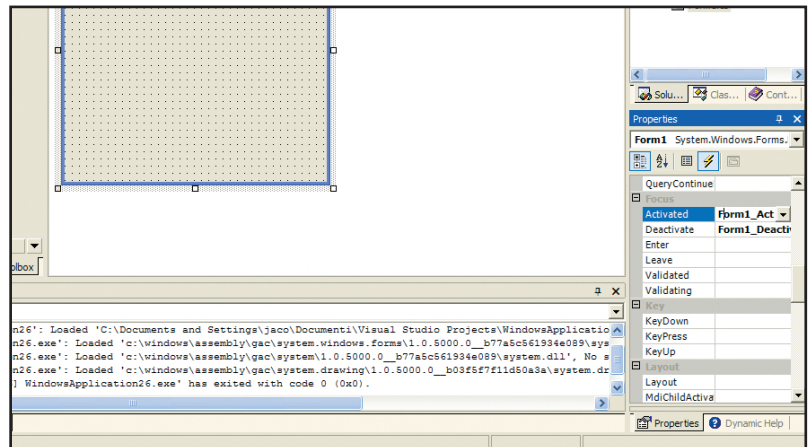 Solu...
Clas...
Cont...
Properties
Form1 System.Windows.Forms.
QueryContinue
Focus
Activated Form1_Act
Deactivate Form1_Deacti
Enter
Leave
Validated
Validating
Key
KeyDown
KeyPress
KeyUp
Layout
Layout
MdiChildActiva
Properties
Dynamic Help
olbox
n26': Loaded 'C:\Documents and Settings\jaco\Documenti\Visual Studio Projects\WindowsApplicatio
n26.exe': Loaded 'c:\windows\assembly\gac\system.windows.forms\1.0.5000.0__b77a5c561934e089\sys
n26.exe': Loaded 'c:\windows\assembly\gac\system\1.0.5000.0__b77a5c561934e089\system.dll', No s
n26.exe': Loaded 'c:\windows\assembly\gac\system.drawing\1.0.5000.0__b03f5f7f11d50a3a\system.dr
] WindowsApplication26.exe' has exited with code 0 (0x0).